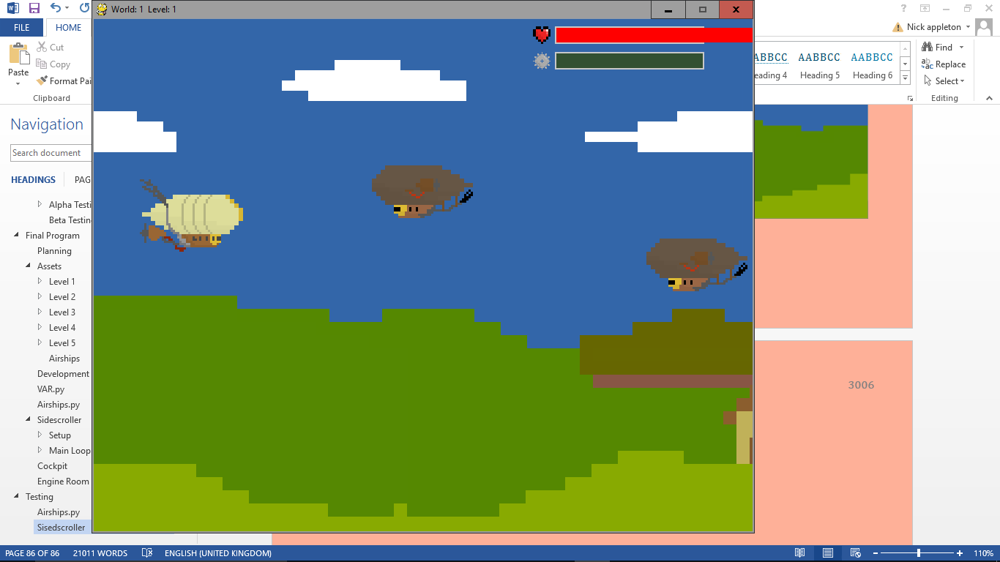 World: 1 Level: 1
FILE
HOME
Nick appleton
Paste
Cut
Copy
Format Pai
Clipboard
ABBCC AABBCC AABBCC
eading 4 Heading 5 Heading 6
Find
Replace
Select
Editing
Navigation
Search document
HEADINGS PAG
Alpha Testi
Beta Testin
Final Program
Planning
Assets
Level 1
Level 2
Level 3
Level 4
Level 5
Airships
Development
VAR.py
Airships.py
Sidescroller
Setup
Main Loop
Cockpit
Engine Room
Testing
Airships.py
Sisedscroller
3006
PAGE 86 OF 86 21011 WORDS ENGLISH (UNITED KINGDOM) 110%